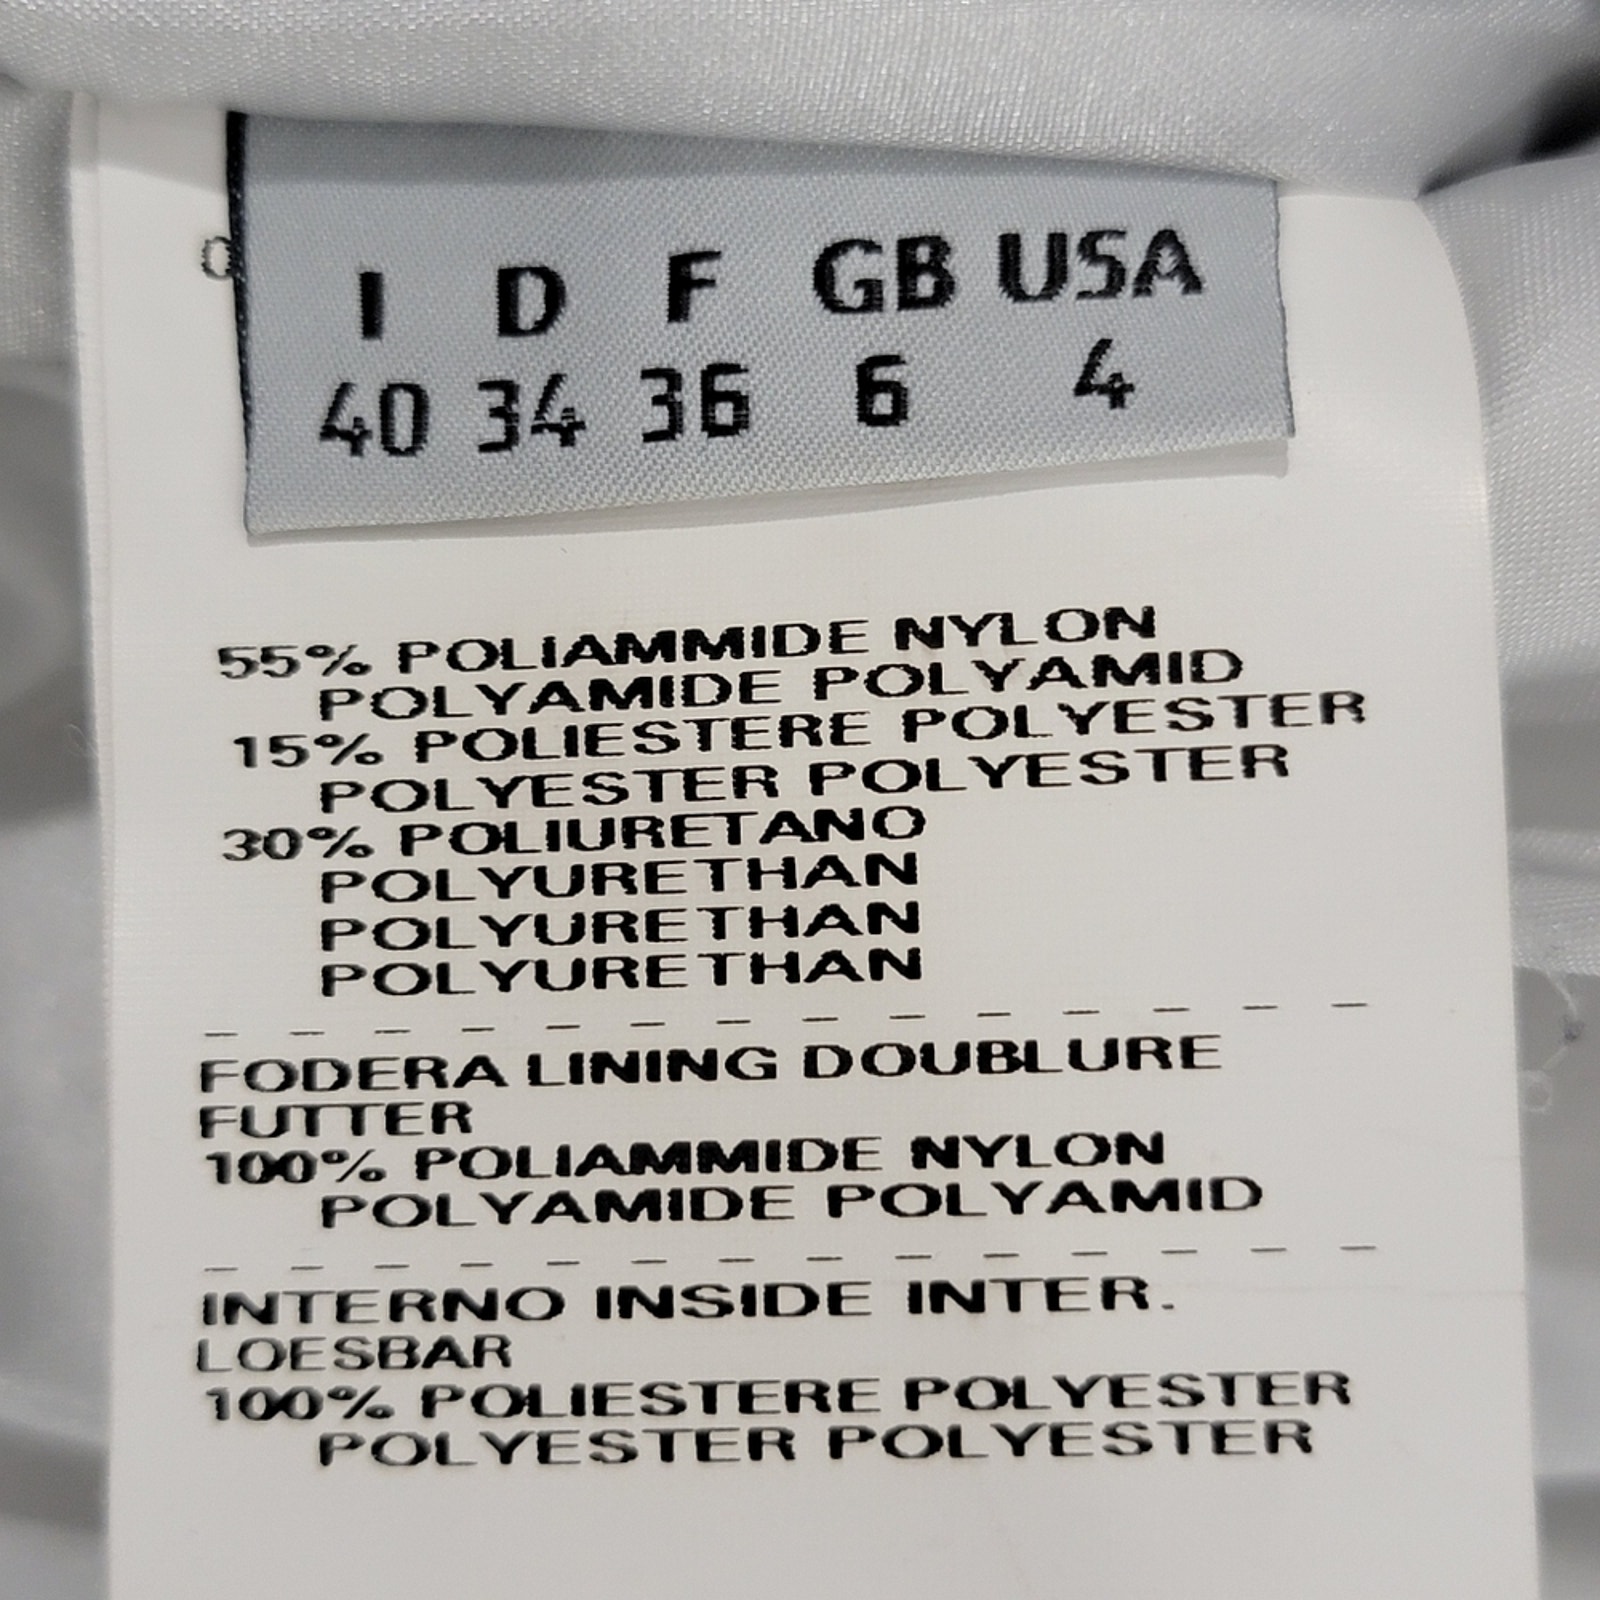 I D F GB USA
40 34 36 6 4
55% POLIAMMIDE NYLON
POLYAMIDE POLYAMID
15% POLIESTERE POLYESTER
POLYESTER POLYESTER
30% POLIURETANO
POLYURETHAN
POLYURETHAN
POLYURETHAN
FODERA LINING DOUBLURE
FUTTER
100% POLIAMMIDE NYLON
POLYAMIDE POLYAMID
INTERNO INSIDE INTER.
LOESBAR
100% POLIESTERE POLYESTER
POLYESTER POLYESTER